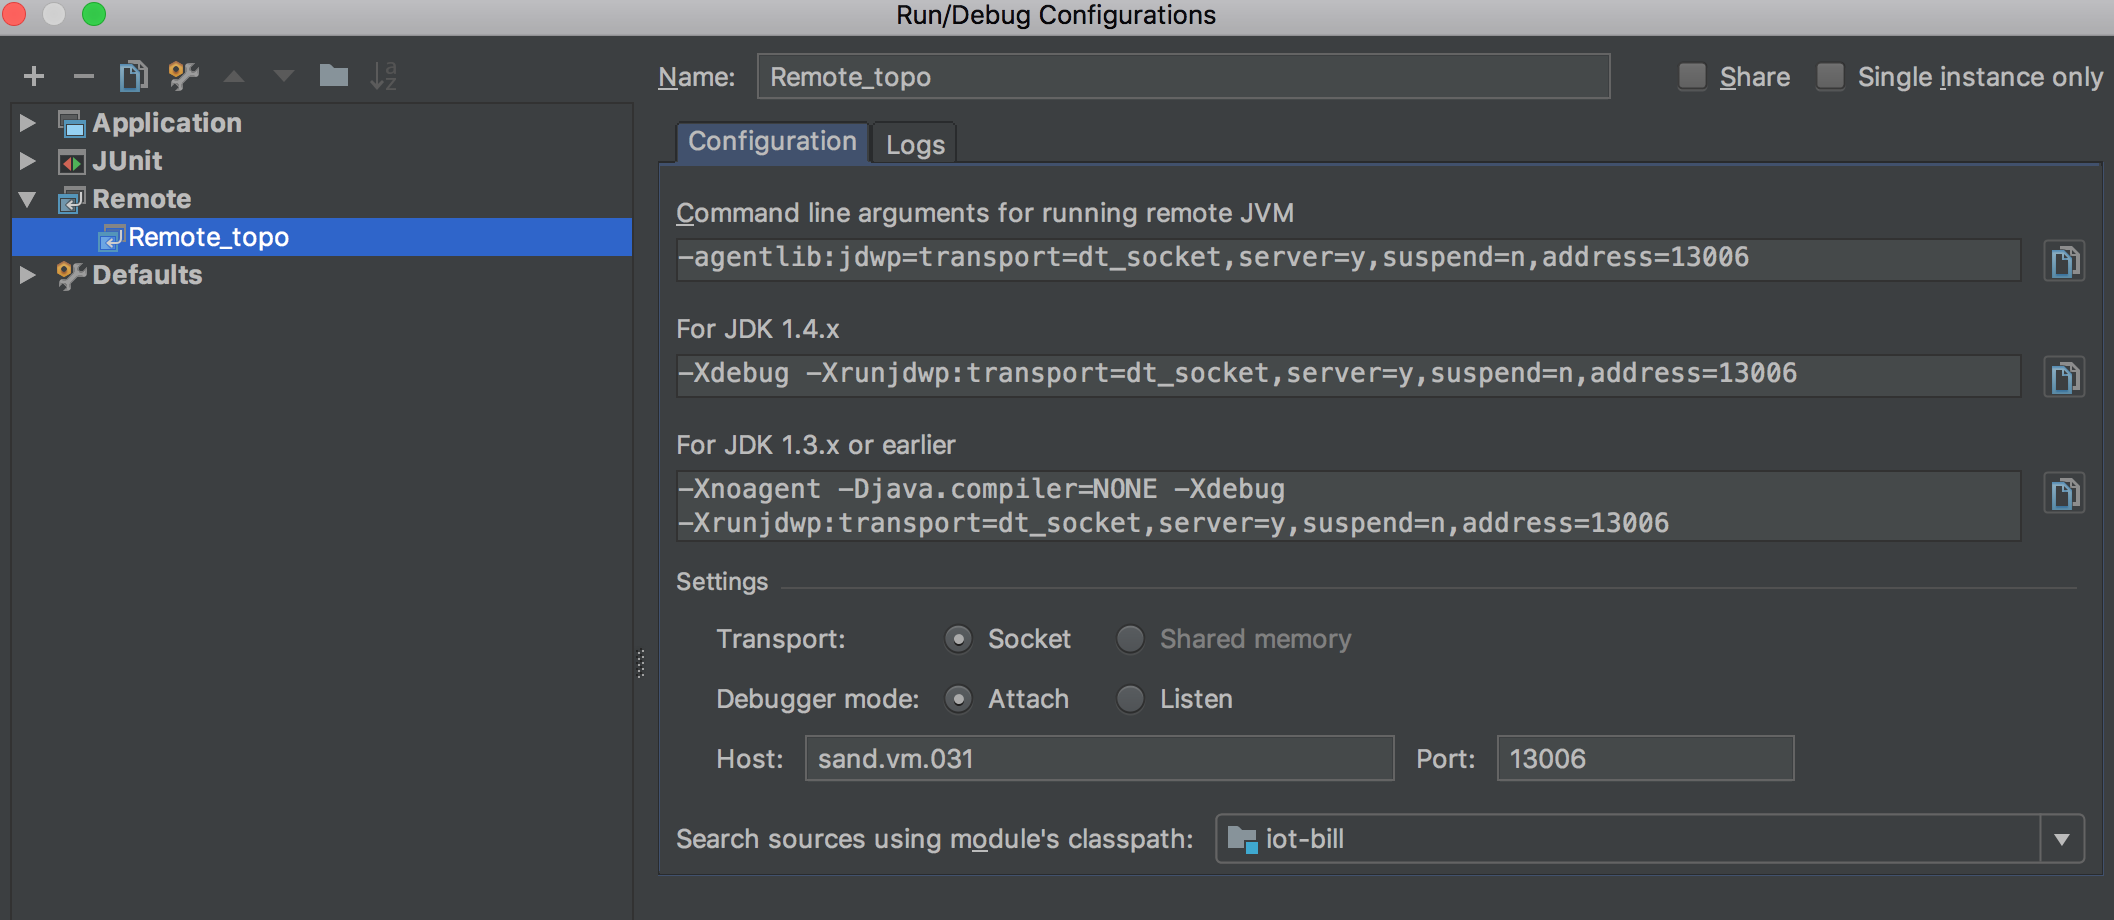 Run/Debug Configurations
Name: Remote_topo Share Single instance only
Application
JUnit
Remote
Remote_topo
Defaults
Configuration Logs
Command line arguments for running remote JVM
-agentlib:jdwp=transport=dt_socket,server=y,suspend=n,address=13006
For JDK 1.4.x
-Xdebug -Xrunjdwp:transport=dt_socket,server=y,suspend=n,address=13006
For JDK 1.3.x or earlier
-Xnoagent -Djava.compiler=NONE -Xdebug
-Xrunjdwp:transport=dt_socket,server=y,suspend=n,address=13006
Settings
Transport: Socket Shared memory
Debugger mode: Attach Listen
Host: sand.vm.031 Port: 13006
Search sources using module's classpath: iot-bill